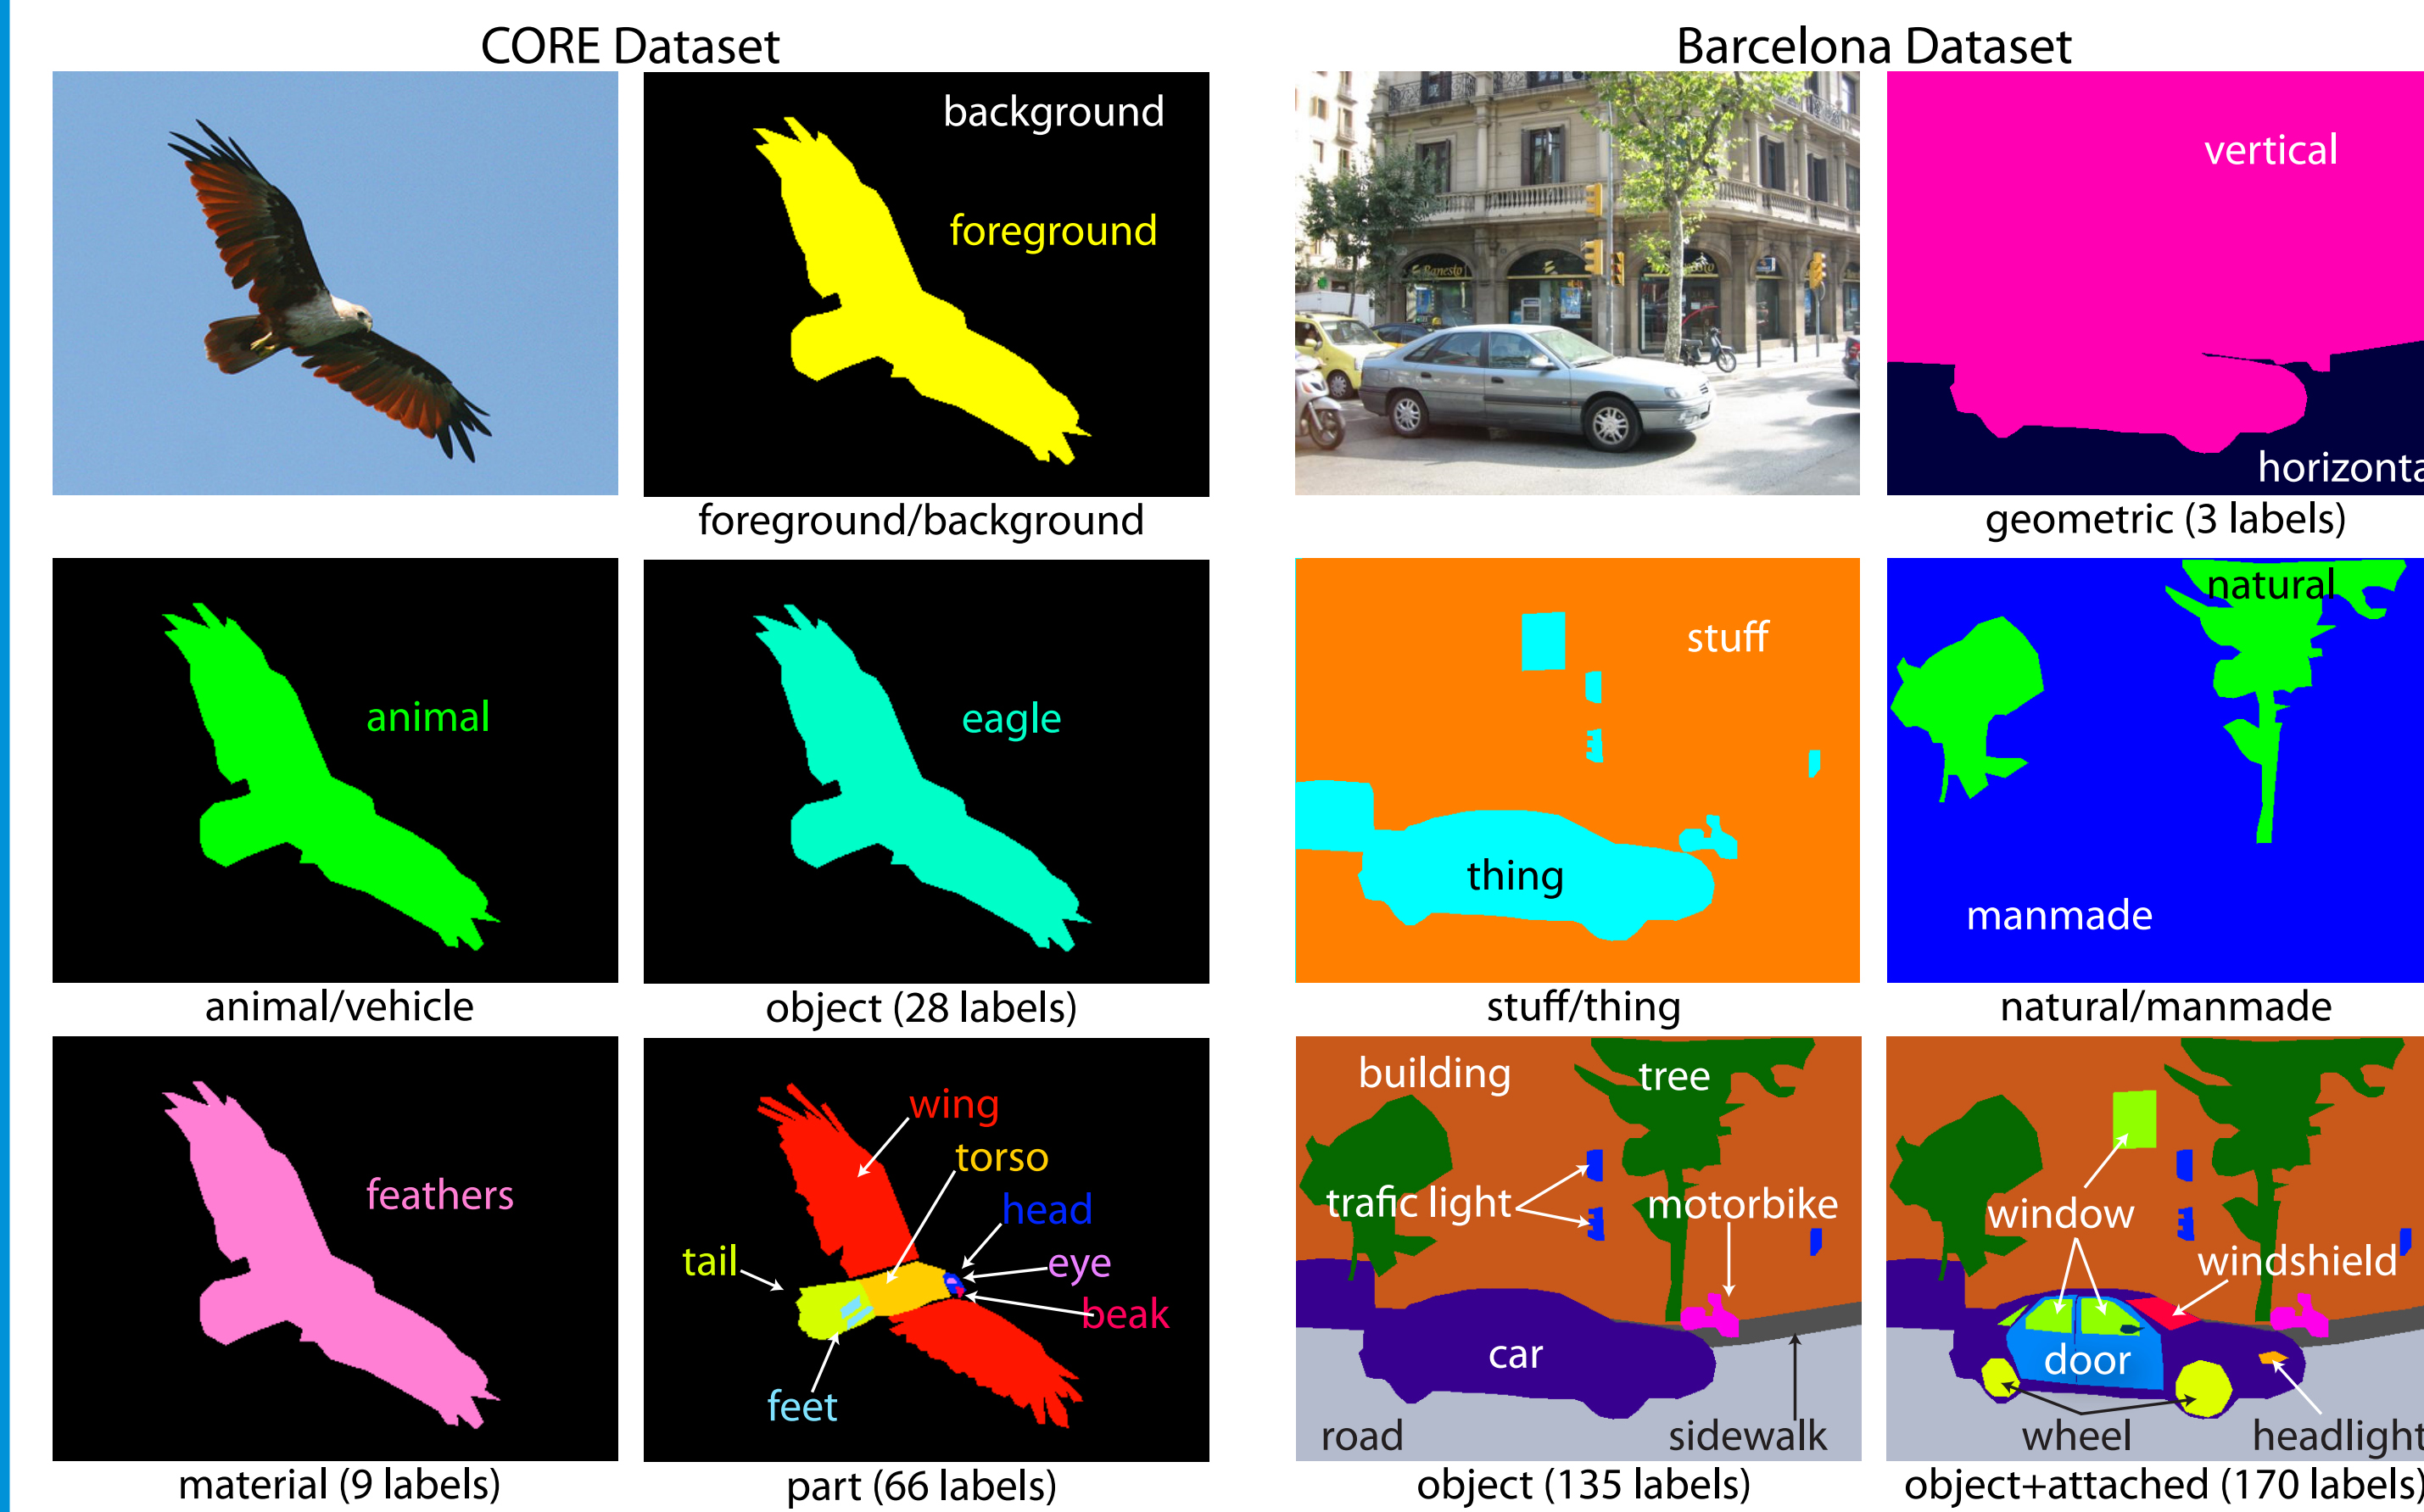 CORE Dataset
background
foreground
foreground/background
animal
animal/vehicle
eagle
object (28 labels)
feathers
material (9 labels)
wing
torso
head
eye
beak
tail
feet
part (66 labels)
Barcelona Dataset
Banesto
vertical
horizonta
geometric (3 labels)
stuff
thing
stuff/thing
natural
manmade
natural/manmade
building
tree
trafic light
motorbike
car
road
sidewalk
object (135 labels)
window
windshield
door
wheel
headlight
object+attached (170 labels)